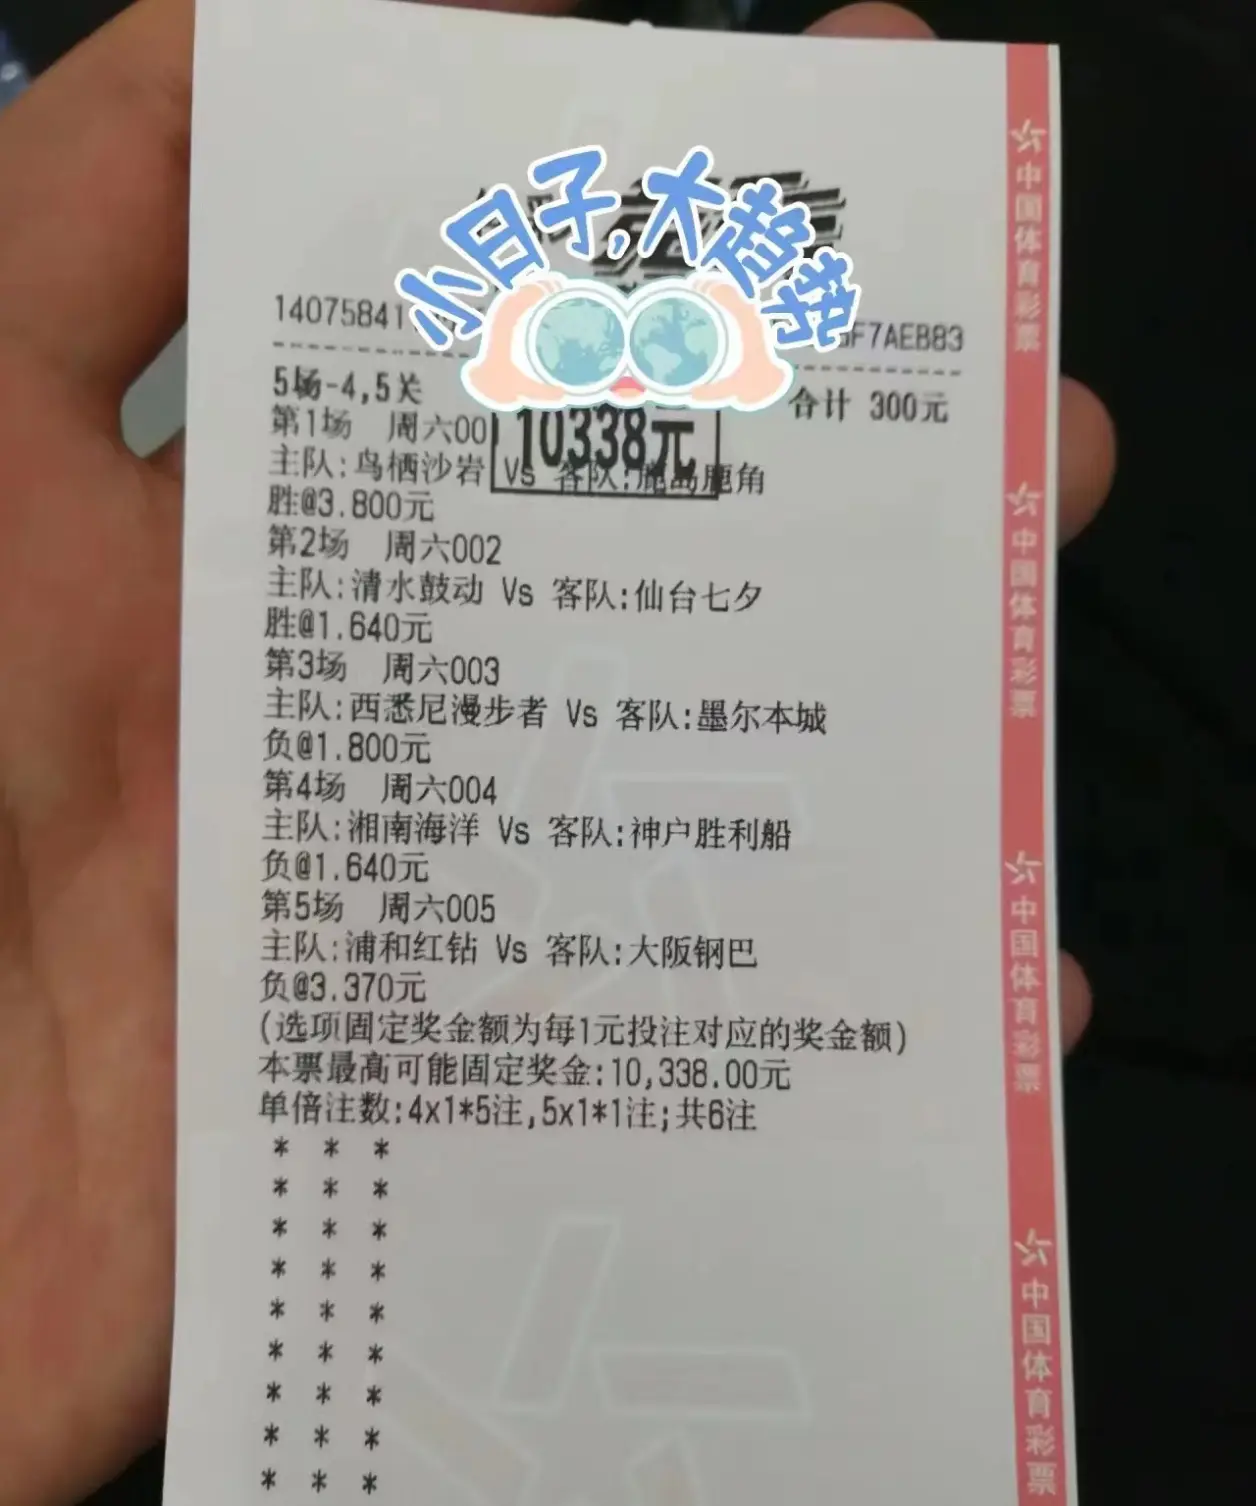 小日子,大趋势
14075841
F7AEB83
5场-4,5关
合计 300元
10338元
第1场 周六00
主队:鸟栖沙岩 Vs 客队:鹿岛鹿角
胜@3.800元
第2场 周六002
主队:清水鼓动 Vs 客队:仙台七夕
胜@1.640元
第3场 周六003
主队:西悉尼漫步者 Vs 客队:墨尔本城
负@1.800元
第4场 周六004
主队:湘南海洋 Vs 客队:神户胜利船
负@1.640元
第5场 周六005
主队:浦和红钻 Vs 客队:大阪钢巴
负@3.370元
(选项固定奖金额为每1元投注对应的奖金额)
本票最高可能固定奖金:10,338.00元
单倍注数:4x1*5注,5x1*1注;共6注
* * *
* * *
* * *
* * *
* * *
* * *
* * *
* * *
* * *
中国体育彩票
中国体育彩票
中国体育彩票
中国体育彩票